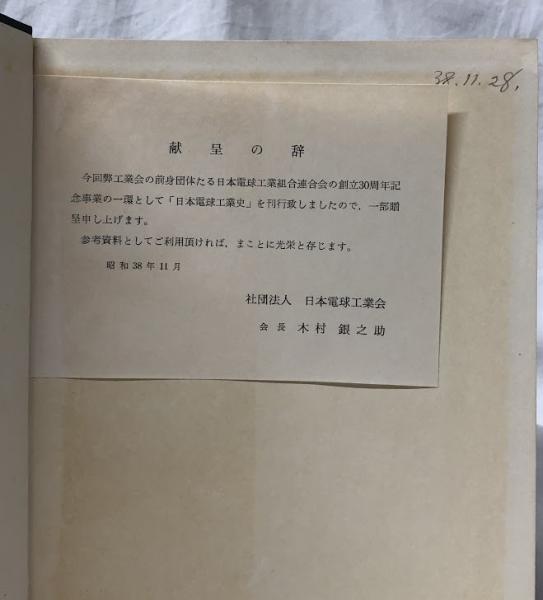 38.11.28.
献呈の辞
今回弊工業会の前身団体たる日本電球工業組合連合会の創立30周年記
念事業の一環として「日本電球工業史」を刊行致しましたので、一部贈
呈申し上げます。
参考資料としてご利用頂ければ、まことに光栄と存じます。
昭和38年11月
社団法人 日本電球工業会
会長 木村 銀之助